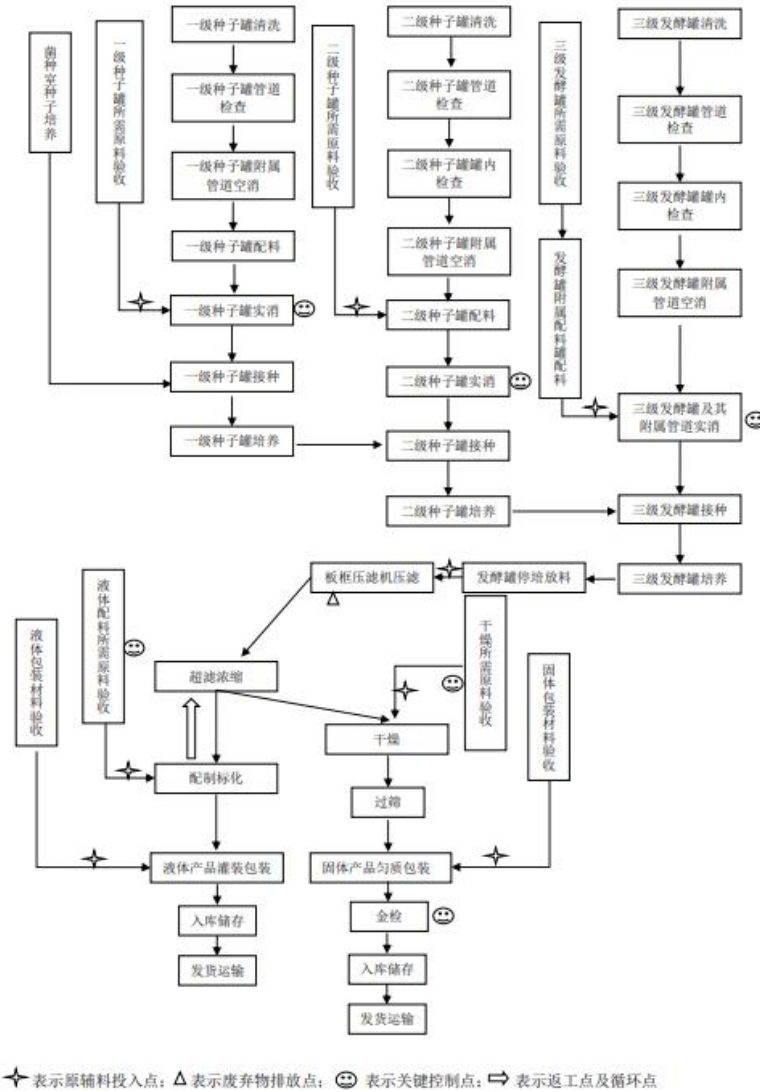 菌种室种子培养
一级种子罐所需原料验收
一级种子罐清洗
一级种子罐管道
检查
一级种子罐附属
管道空消
一级种子罐配料
一级种子罐实消
一级种子罐接种
一级种子罐培养
二级种子罐所需原料验收
二级种子罐清洗
二级种子罐管道
检查
二级种子罐罐内
检查
二级种子罐附属
管道空消
二级种子罐配料
二级种子罐实消
二级种子罐接种
二级种子罐培养
三级发酵罐所需原料验收
发酵罐附属配料罐配料
三级发酵罐清洗
三级发酵罐管道
检查
三级发酵罐罐内
检查
三级发酵罐附属
管道空消
三级发酵罐及其
附属管道实消
三级发酵罐接种
三级发酵罐培养
发酵罐停培放料
板框压滤机压滤
液体包装材料验收
液体配料所需原料验收
超滤浓缩
配制标化
液体产品灌装包装
入库储存
发货运输
干燥所需原料验收
干燥
过筛
固体产品匀质包装
金检
入库储存
发货运输
固体包装材料验收
表示原辅料投入点；表示废弃物排放点；表示关键控制点；表示返工点及循环点